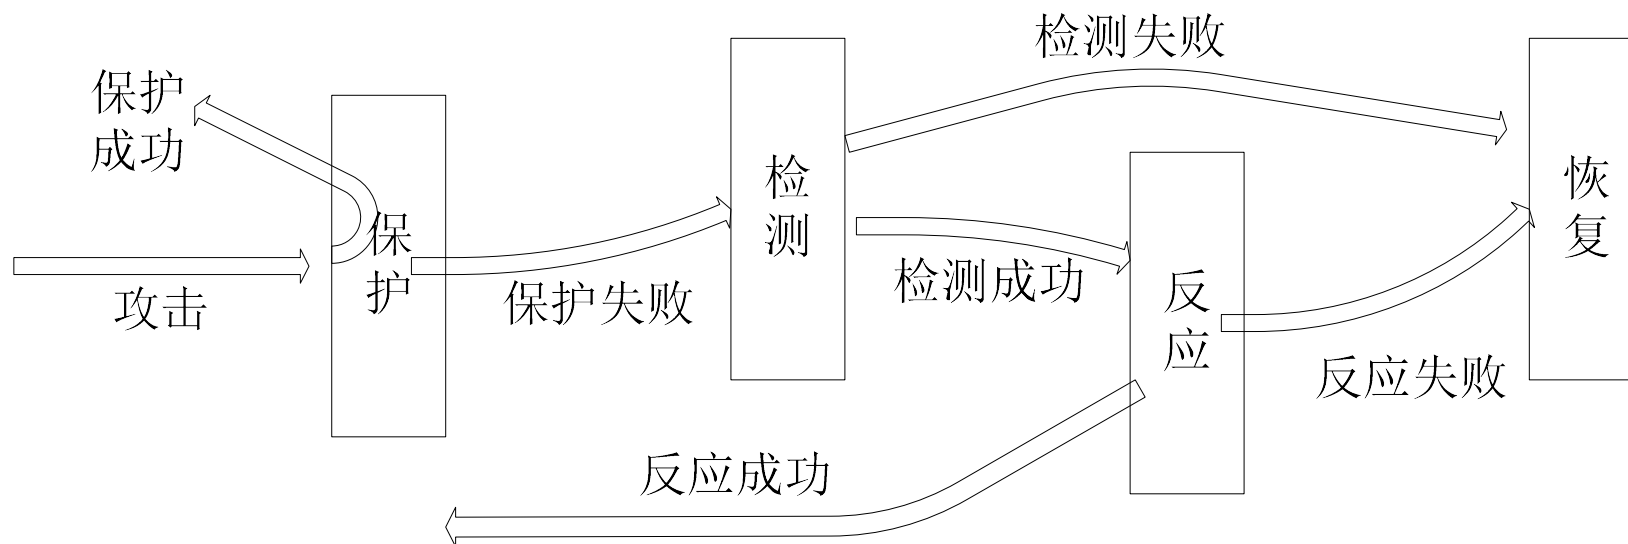 保护
成功
攻击
保
护
保护失败
检
测
检测失败
检测成功
反
应
反应成功
反应失败
恢
复